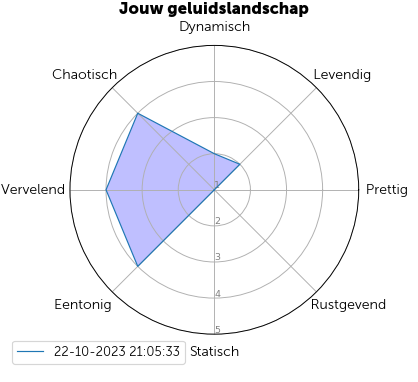 Jouw geluidslandschap
Dynamisch
Chaotisch
Levendig
Vervelend
1
Prettig
2
3
Eentonig
4
Rustgevend
5
22-10-2023 21:05:33
Statisch